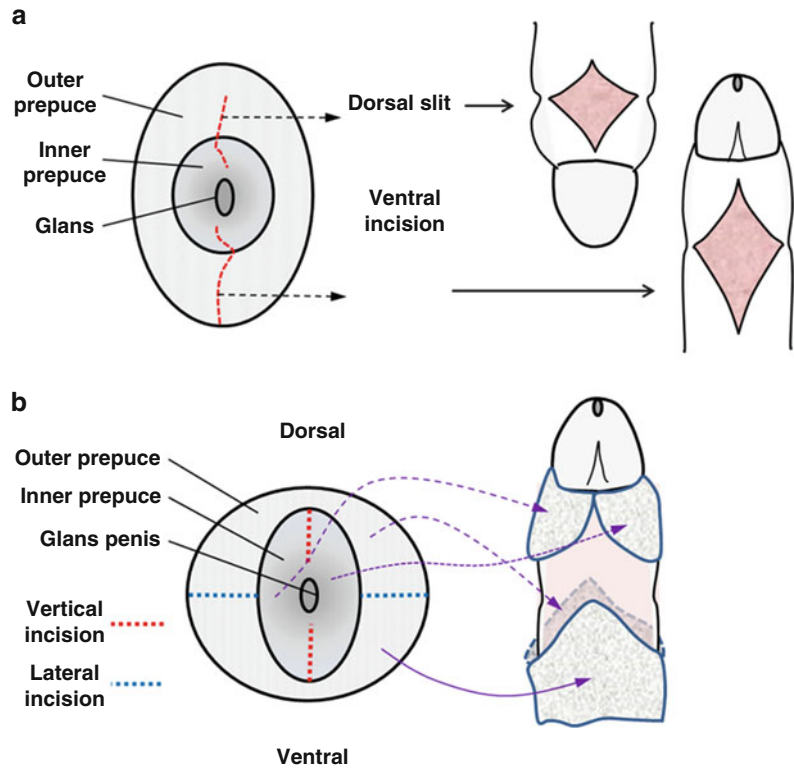 a
Outer
prepuce
Inner
prepuce
Glans
Dorsal slit
Ventral
incision
b
Dorsal
Outer prepuce
Inner prepuce
Glans penis
Vertical
incision
Lateral
incision
Ventral